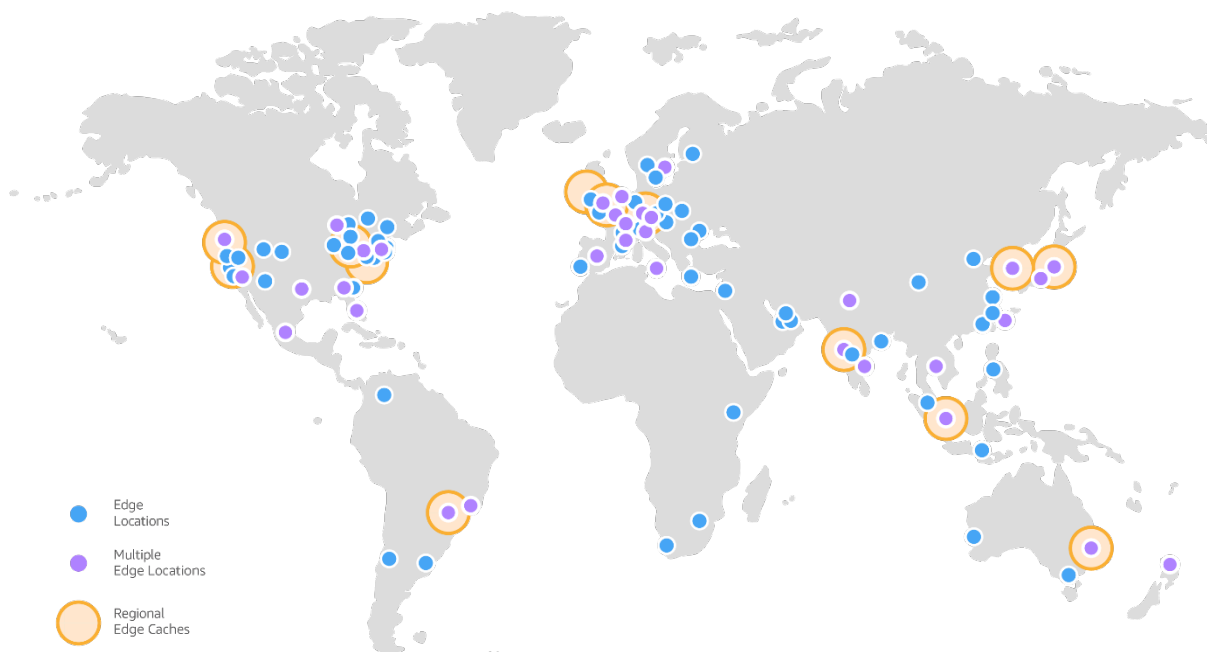 Edge
Locations
Multiple
Edge Locations
Regional
Edge Caches